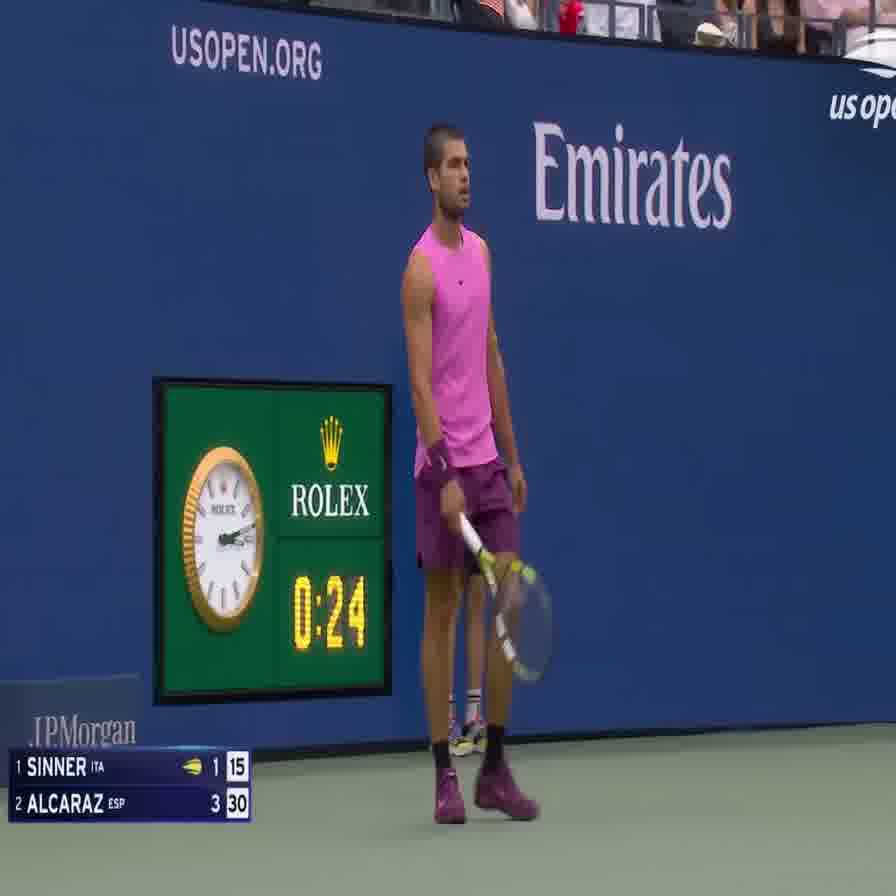 USOPEN.ORG
us ope
Emirates
ROLEX
ROLEX
0:24
J.P.Morgan
1 SINNER ITA 1 15
2 ALCARAZ ESP 3 30